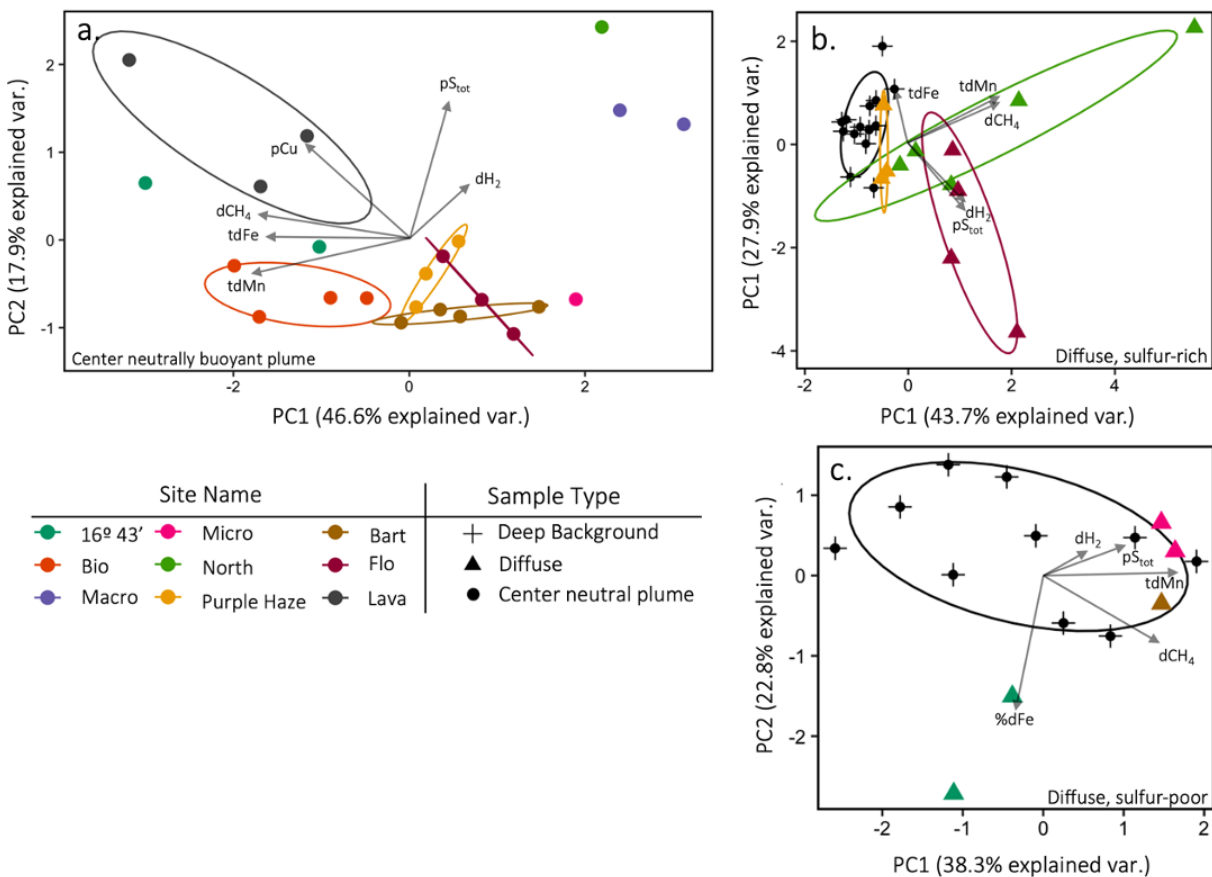 a.
2
1
0
-1
-2
0
2
pS_tot
pCu
dH_2
dCH_4
tdFe
tdMn
Center neutrally buoyant plume
PC2 (17.9% explained var.)
PC1 (46.6% explained var.)
b.
2
0
-2
-4
-2
0
2
4
tdFe
tdMn
dCH_4
dH_2
pS_tot
Diffuse, sulfur-rich
PC1 (27.9% explained var.)
PC1 (43.7% explained var.)
Site Name
Sample Type
16º 43’
Micro
Bart
Deep Background
Bio
North
Flo
Diffuse
Macro
Purple Haze
Lava
Center neutral plume
c.
1
0
-1
-2
-2
-1
0
1
2
dH_2
pS_tot
tdMn
dCH_4
%dFe
Diffuse, sulfur-poor
PC2 (22.8% explained var.)
PC1 (38.3% explained var.)